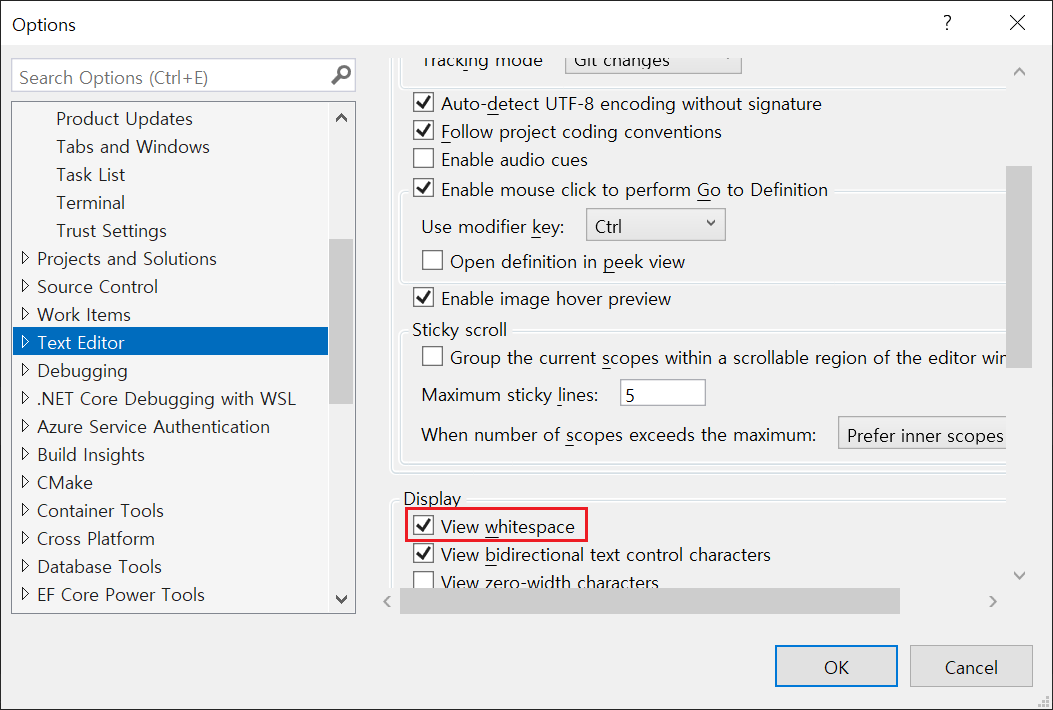 Options
?
Search Options (Ctrl+E)
Product Updates
Tabs and Windows
Task List
Terminal
Trust Settings
Projects and Solutions
Source Control
Work Items
Text Editor
Debugging
.NET Core Debugging with WSL
Azure Service Authentication
Build Insights
CMake
Container Tools
Cross Platform
Database Tools
EF Core Power Tools
Tracking mode Git changes
Auto-detect UTF-8 encoding without signature
Follow project coding conventions
Enable audio cues
Enable mouse click to perform Go to Definition
Use modifier key: Ctrl
Open definition in peek view
Enable image hover preview
Sticky scroll
Group the current scopes within a scrollable region of the editor win
Maximum sticky lines: 5
When number of scopes exceeds the maximum: Prefer inner scopes
Display
View whitespace
View bidirectional text control characters
View zero-width characters
OK Cancel